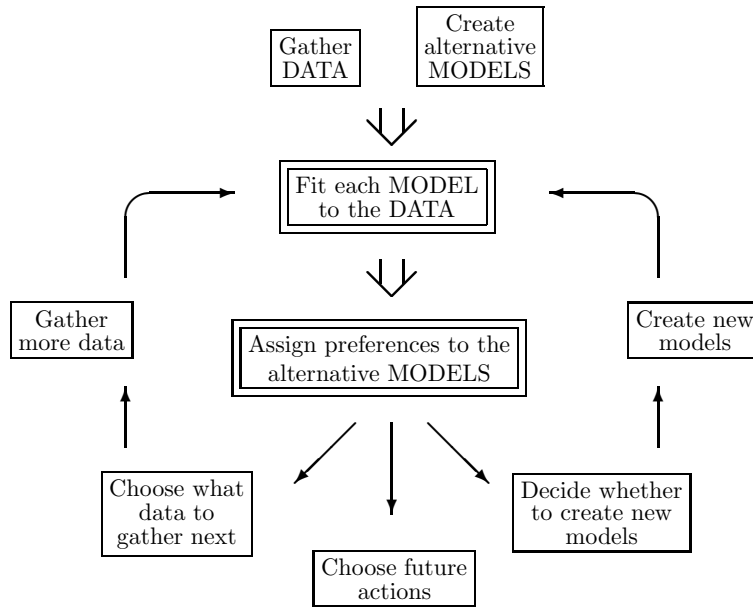 Gather
DATA
Create
alternative
MODELS
Fit each MODEL
to the DATA
Gather
more data
Assign preferences to the
alternative MODELS
Create new
models
Choose what
data to
gather next
Choose future
actions
Decide whether
to create new
models